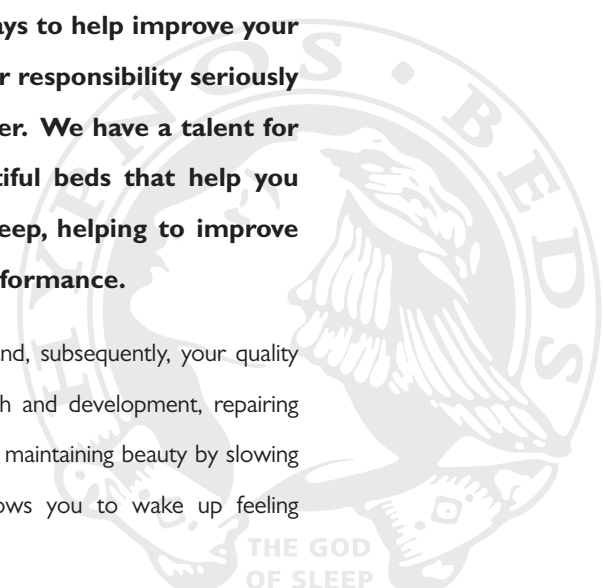 ays to help improve your
r responsibility seriously
er. We have a talent for
tiful beds that help you
eep, helping to improve
formance.
nd, subsequently, your quality
h and development, repairing
maintaining beauty by slowing
ows you to wake up feeling
HYPNOS BEDS
THE GOD
OF SLEEP